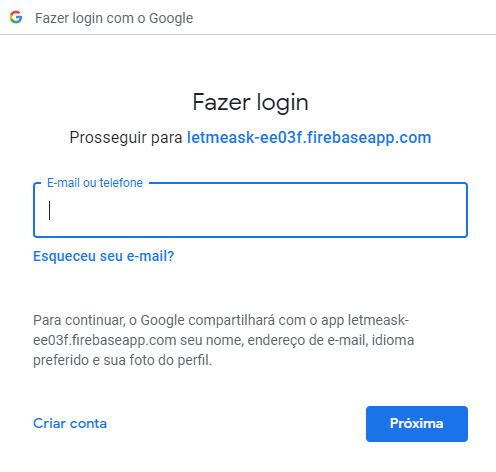 Fazer login com o Google
Fazer login
Prosseguir para letmeask-ee03f.firebaseapp.com
E-mail ou telefone
Esqueceu seu e-mail?
Para continuar, o Google compartilhará com o app letmeask-
ee03f.firebaseapp.com seu nome, endereço de e-mail, idioma
preferido e sua foto do perfil.
Criar conta
Próxima